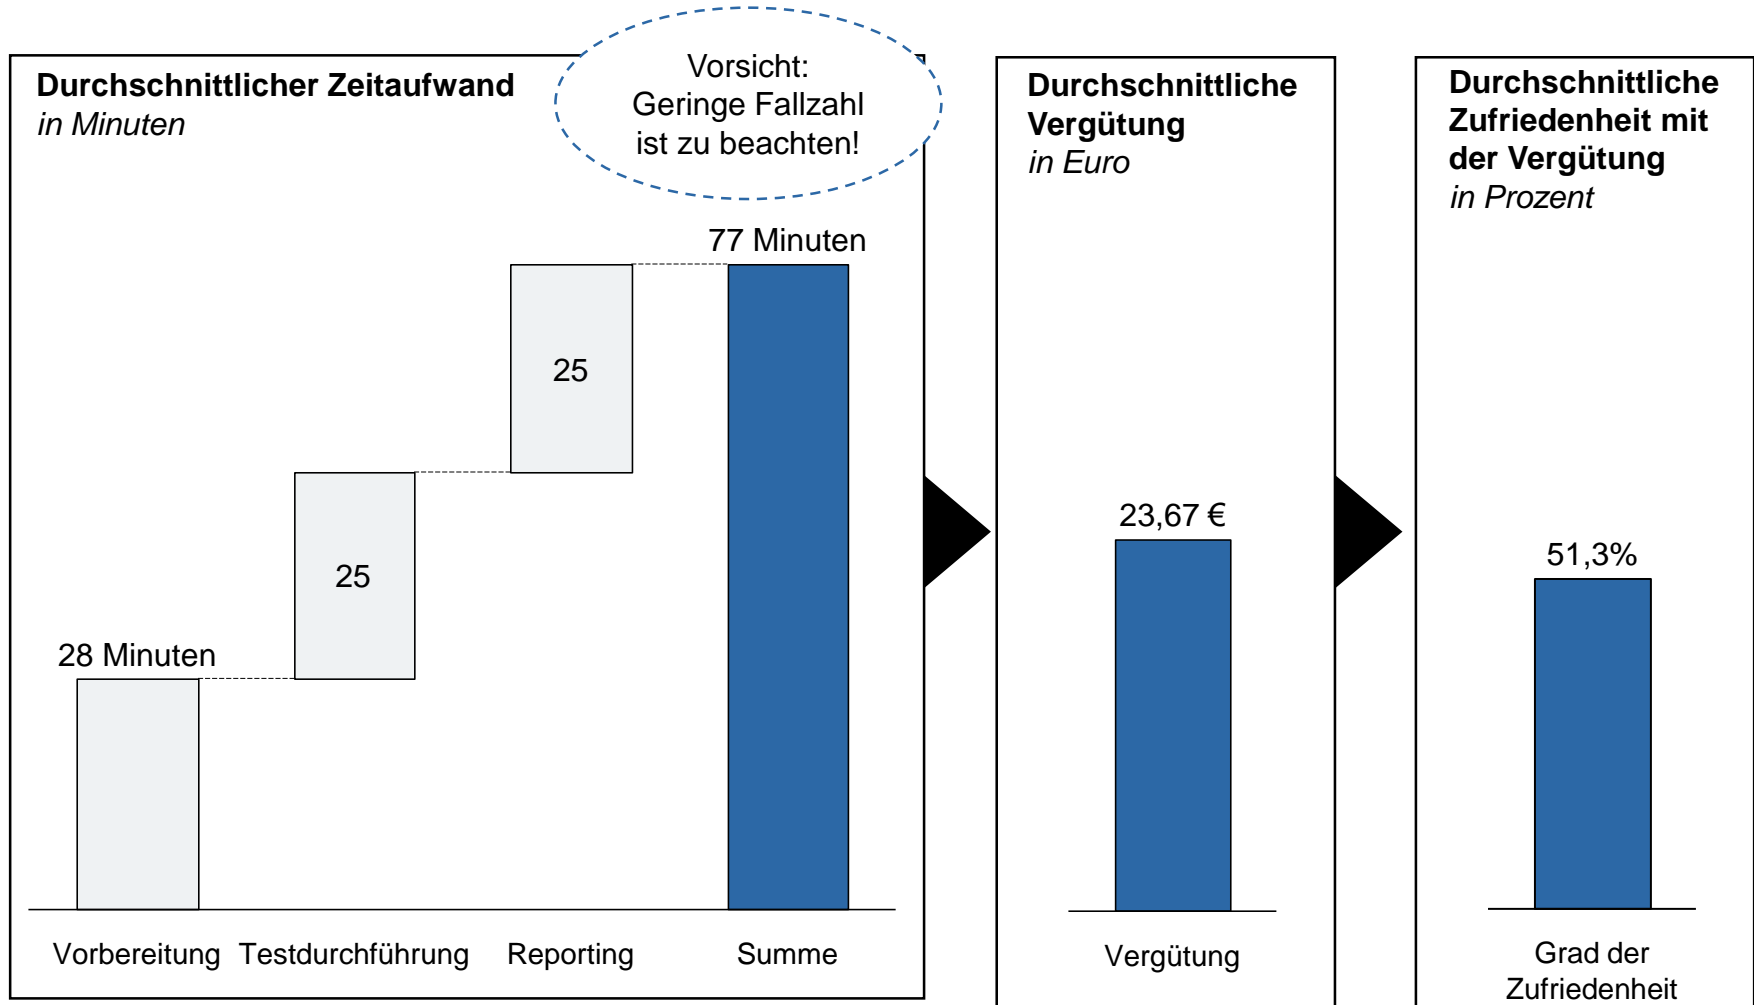 Durchschnittlicher Zeitaufwand
in Minuten
Vorsicht:
Geringe Fallzahl
ist zu beachten!
77 Minuten
25
25
28 Minuten
Vorbereitung
Testdurchführung
Reporting
Summe
Durchschnittliche
Vergütung
in Euro
23,67 €
Vergütung
Durchschnittliche
Zufriedenheit mit
der Vergütung
in Prozent
51,3%
Grad der
Zufriedenheit